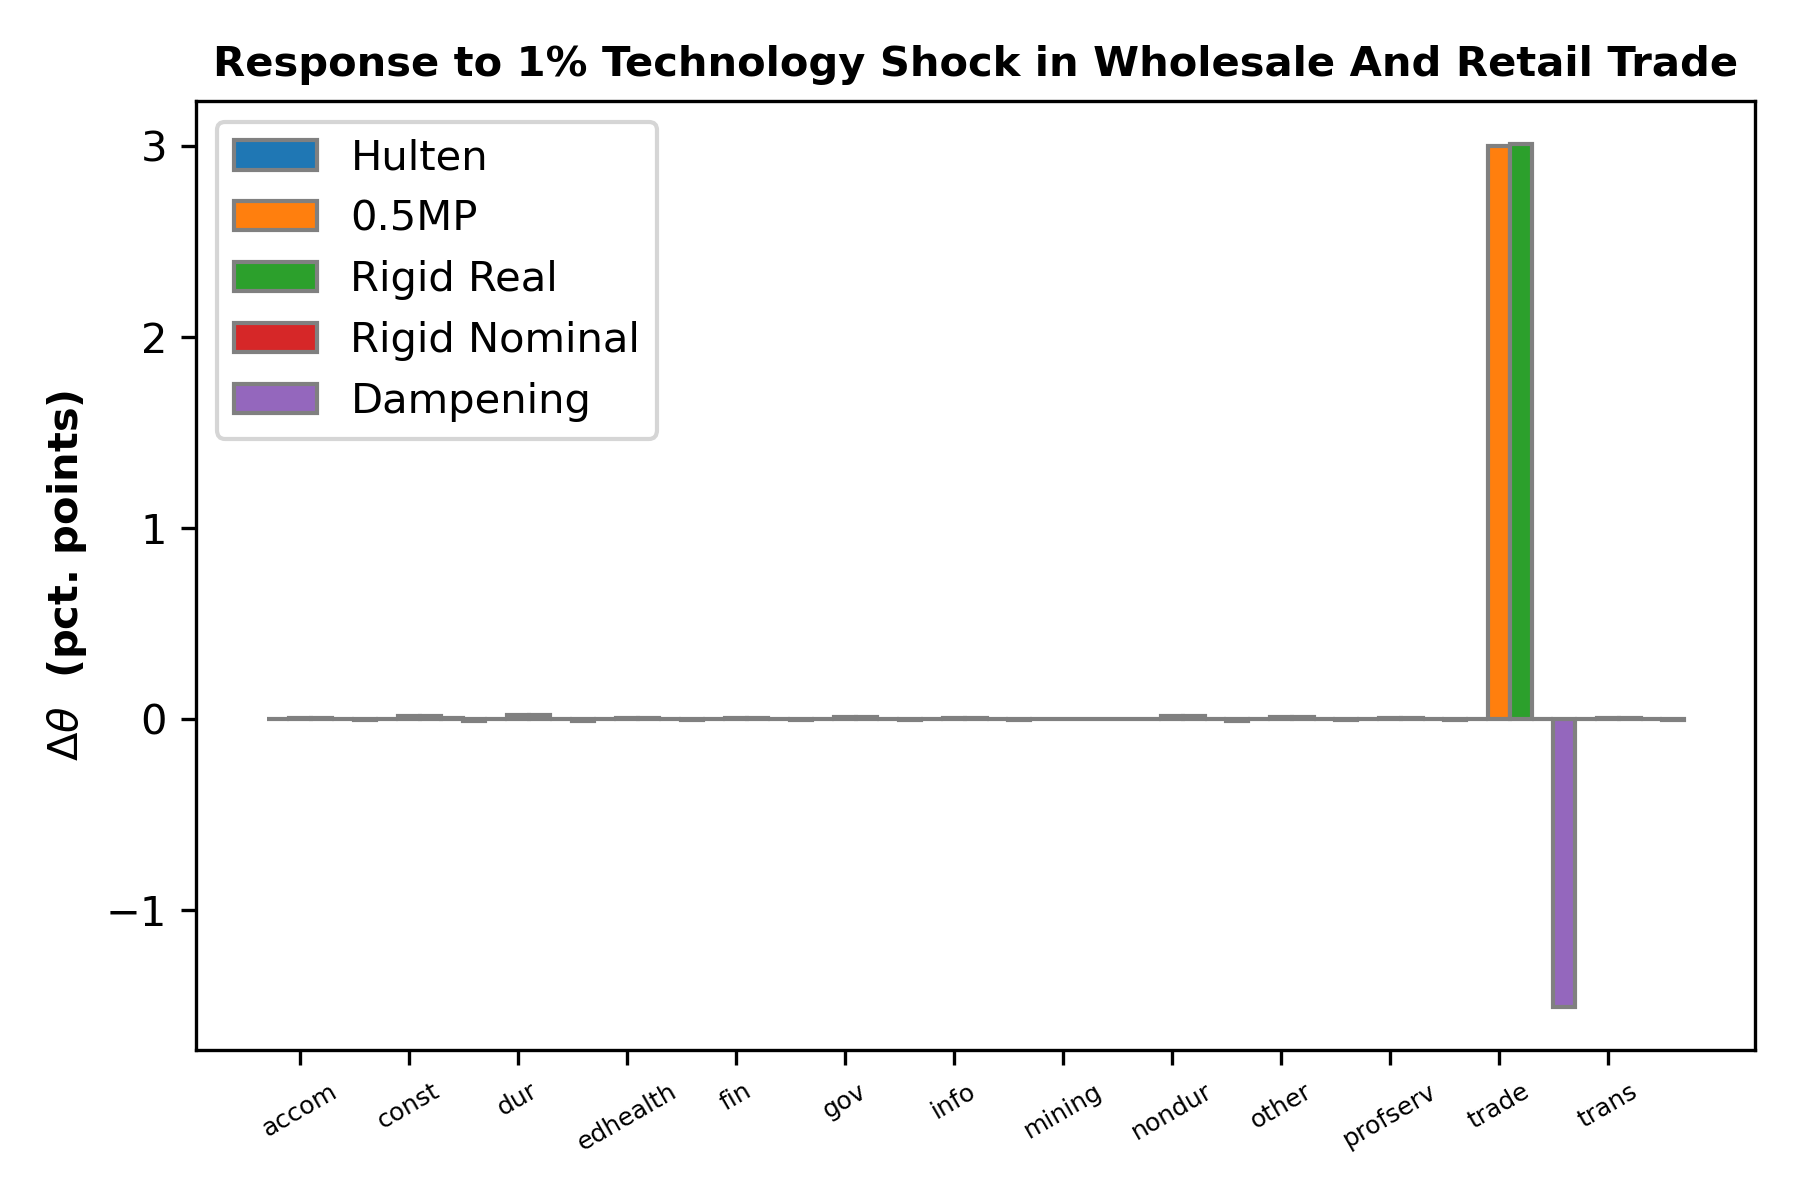 Response to 1% Technology Shock in Wholesale And Retail Trade
Hulten
0.5MP
Rigid Real
Rigid Nominal
Dampening
Δθ (pct. points)
3
2
1
0
−1
accom
const
dur
edhealth
fin
gov
info
mining
nondur
other
profserv
trade
trans